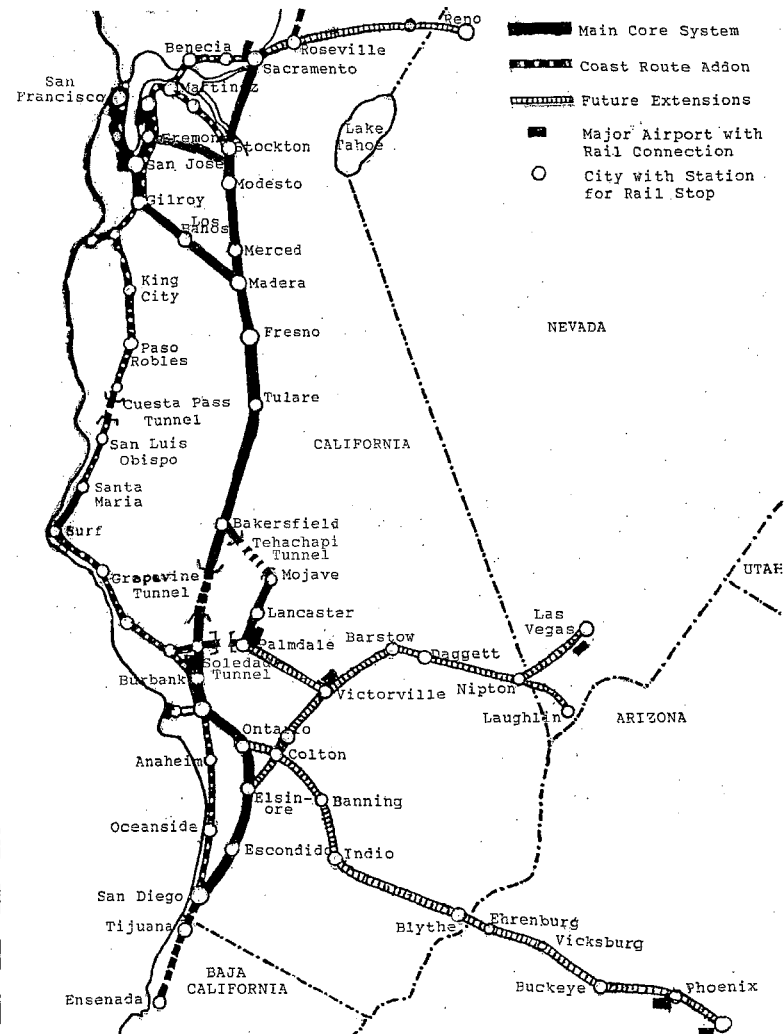 Reno
Benecia
Roseville
Sacramento
Main Core System
Coast Route Addon
Future Extensions
Major Airport with
Rail Connection
City with Station
for Rail Stop
San
Francisco
Martinez
Fremont
Stockton
San Jose
Lake
Tahoe
Modesto
Gilroy
Los
Banos
Merced
Madera
King
City
Fresno
NEVADA
Paso
Robles
Cuesta Pass
Tunnel
Tulare
San Luis
Obispo
CALIFORNIA
Santa
Maria
Surf
Bakersfield
Tehachapi
Tunnel
Grapevine
Tunnel
Mojave
UTAH
Lancaster
Las
Vegas
Palmdale
Barstow
Daggett
Soledad
Tunnel
Burbank
Victorville
Nipton
Laughlin
ARIZONA
Ontario
Colton
Anaheim
Elsin-
ore
Banning
Oceanside
Escondido
Indio
San Diego
Tijuana
Blythe
Ehrenburg
Vicksburg
BAJA
CALIFORNIA
Ensenada
Buckeye
Phoenix